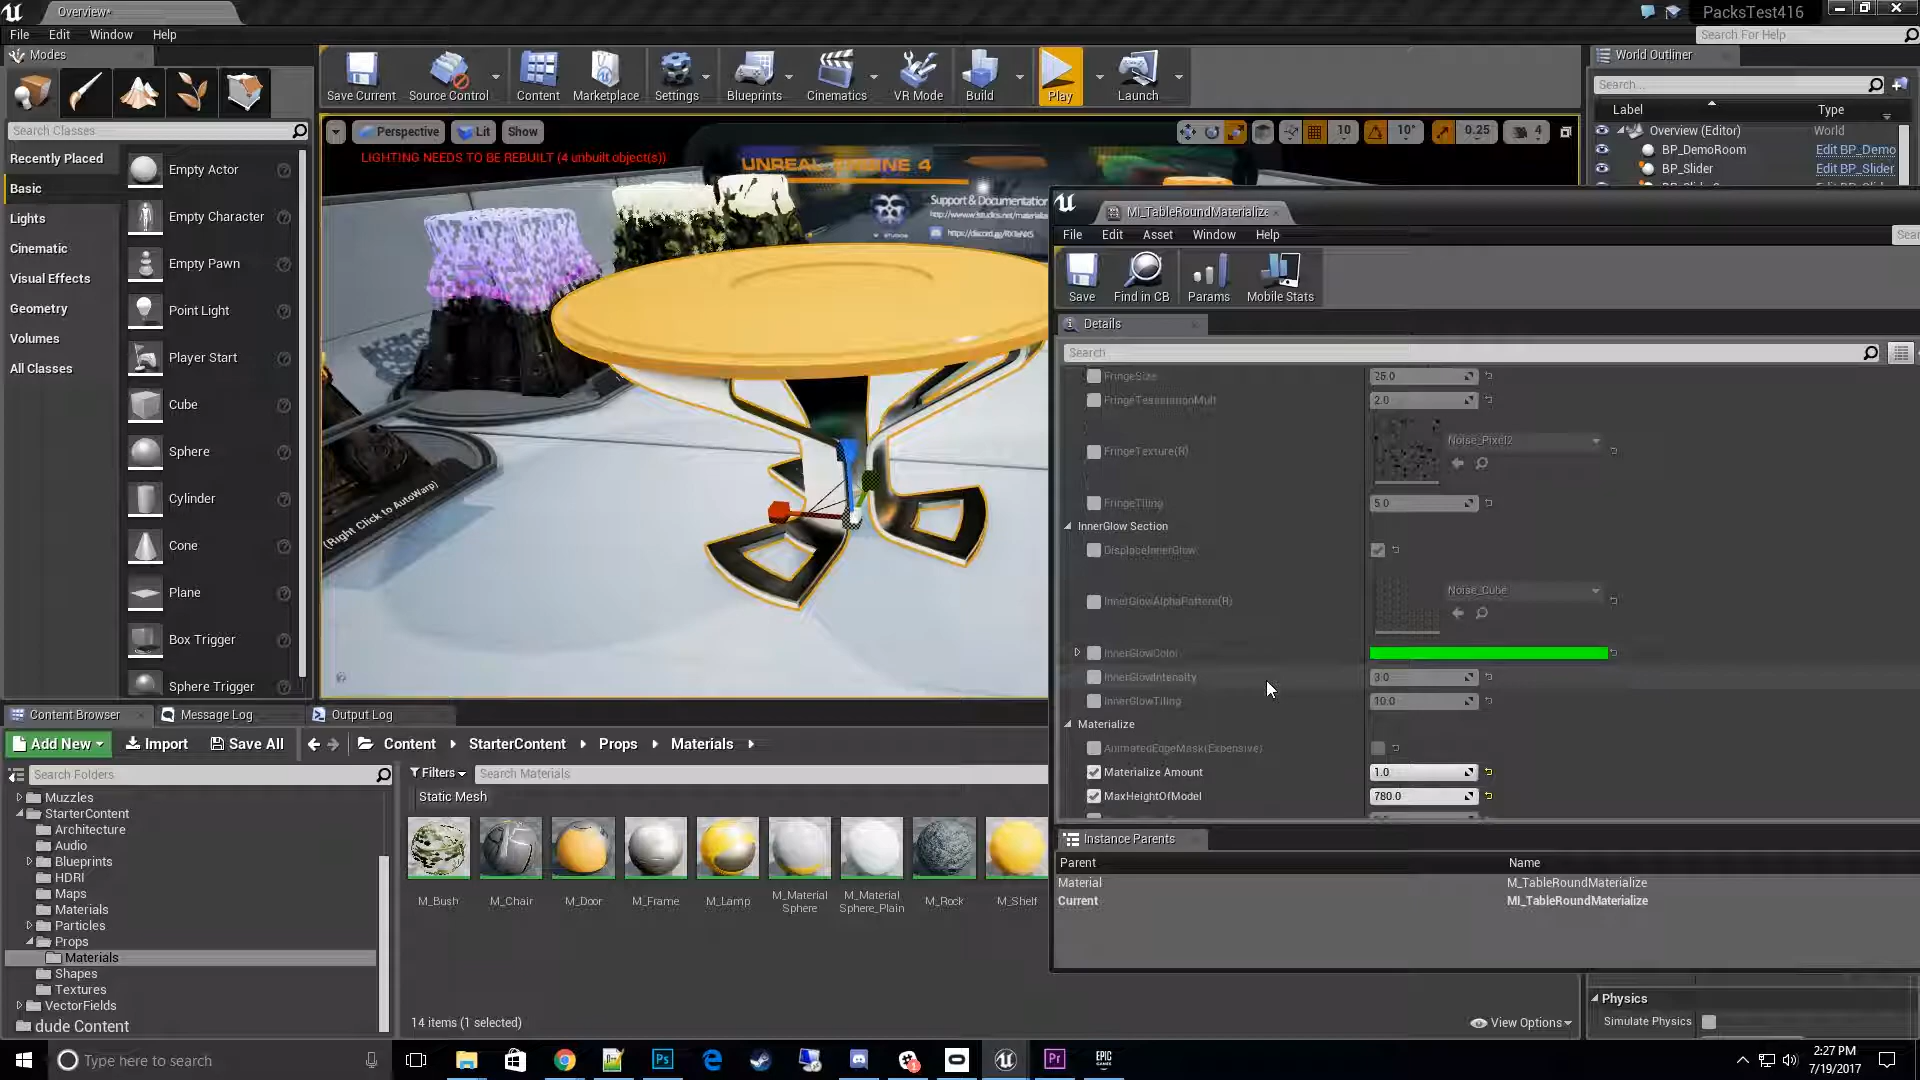 Overview*
PacksTest416
File Edit Window Help
Search For Help
Modes
Save Current
Source Control
Content
Marketplace
Settings
Blueprints
Cinematics
VR Mode
Build
Play
Launch
World Outliner
Search...
Label
Type
Overview (Editor) World
BP_DemoRoom Edit BP_Demo
BP_Slider Edit BP_Slider
Search Classes
Recently Placed
Basic
Lights
Cinematic
Visual Effects
Geometry
Volumes
All Classes
Empty Actor
Empty Character
Empty Pawn
Point Light
Player Start
Cube
Sphere
Cylinder
Cone
Plane
Box Trigger
Sphere Trigger
Perspective
Lit
Show
10
10°
0.25
4
LIGHTING NEEDS TO BE REBUILT (4 unbuilt object(s))
UNREAL ENGINE 4
Support & Documentation
(Right Click to AutoWarp)
MI_TableRoundMaterialize
File Edit Asset Window Help
Save
Find in CB
Params
Mobile Stats
Details
Search
FringeSize 25.0
FringeTesselationMult 2.0
FringeTexture(R) Noise_Pixel2
FringeTiling 5.0
InnerGlow Section
DisplaceInnerGlow
InnerGlowAlphaPattern(R) Noise_Cube
InnerGlowColor
InnerGlowIntensity 3.0
InnerGlowTiling 10.0
Materialize
AnimatedEdgeMask(Expensive)
Materialize Amount 1.0
MaxHeightOfModel 780.0
Instance Parents
Parent Name
Material M_TableRoundMaterialize
Current MI_TableRoundMaterialize
Content Browser
Message Log
Output Log
Add New
Import
Save All
Content
StarterContent
Props
Materials
Search Folders
Filters
Search Materials
Static Mesh
Muzzles
StarterContent
Architecture
Audio
Blueprints
HDRI
Maps
Materials
Particles
Props
Materials
Shapes
Textures
VectorFields
dude Content
M_Bush
M_Chair
M_Door
M_Frame
M_Lamp
M_Material
Sphere
M_Material
Sphere_Plain
M_Rock
M_Shelf
14 items (1 selected)
View Options
Physics
Simulate Physics
Type here to search
2:27 PM
7/19/2017